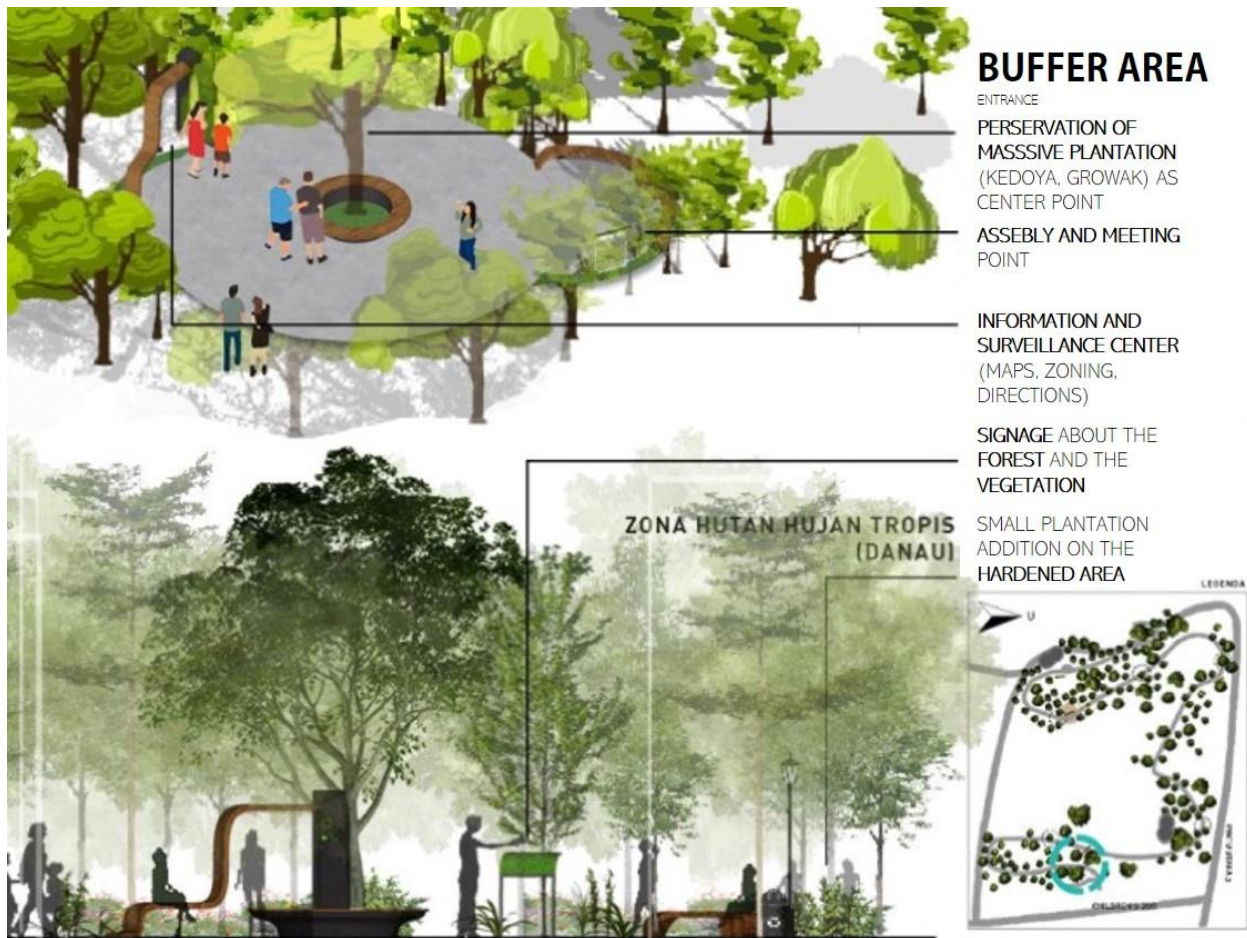 BUFFER AREA
ENTRANCE
PERSERVATION OF
MASSSIVE PLANTATION
(KEDOYA, GROWAK) AS
CENTER POINT
ASSEBLY AND MEETING
POINT
INFORMATION AND
SURVEILLANCE CENTER
(MAPS, ZONING,
DIRECTIONS)
SIGNAGE ABOUT THE
FOREST AND THE
VEGETATION
ZONA HUTAN HUJAN TROPIS
(DANAU)
SMALL PLANTATION
ADDITION ON THE
HARDENED AREA
LEGENDA
U
CHILDREN'S ZOO